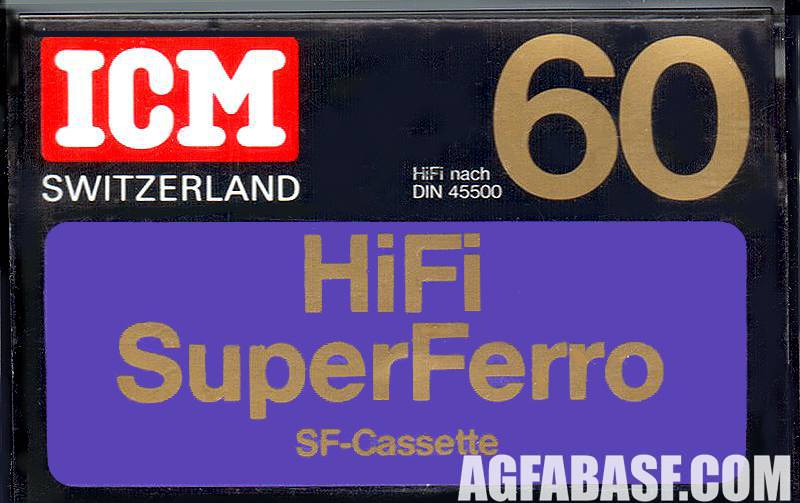 ICM
SWITZERLAND
60
HiFi nach
DIN 45500
HiFi
SuperFerro
SF-Cassette
AGFABASF.COM